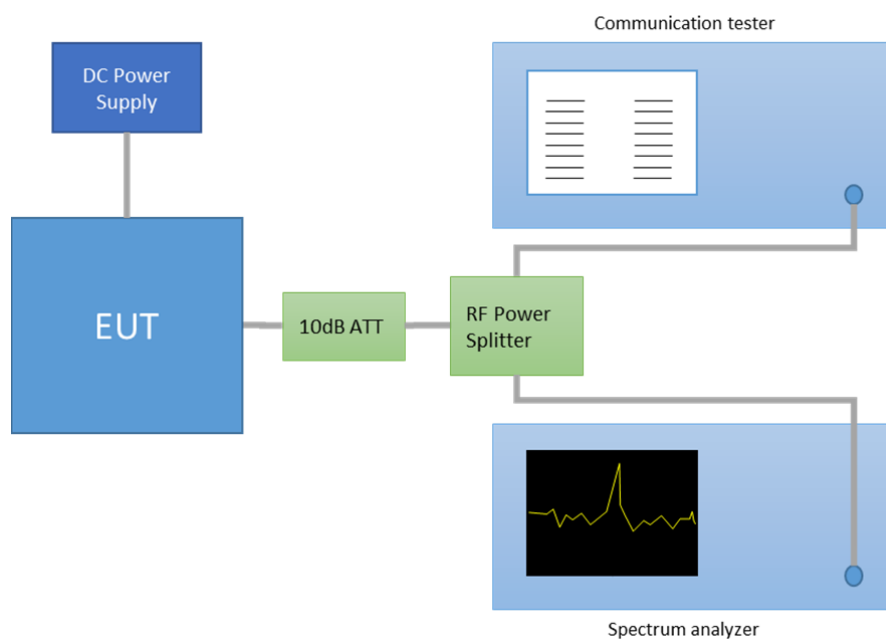 Communication tester
DC Power
Supply
EUT
10dB ATT
RF Power
Splitter
Spectrum analyzer